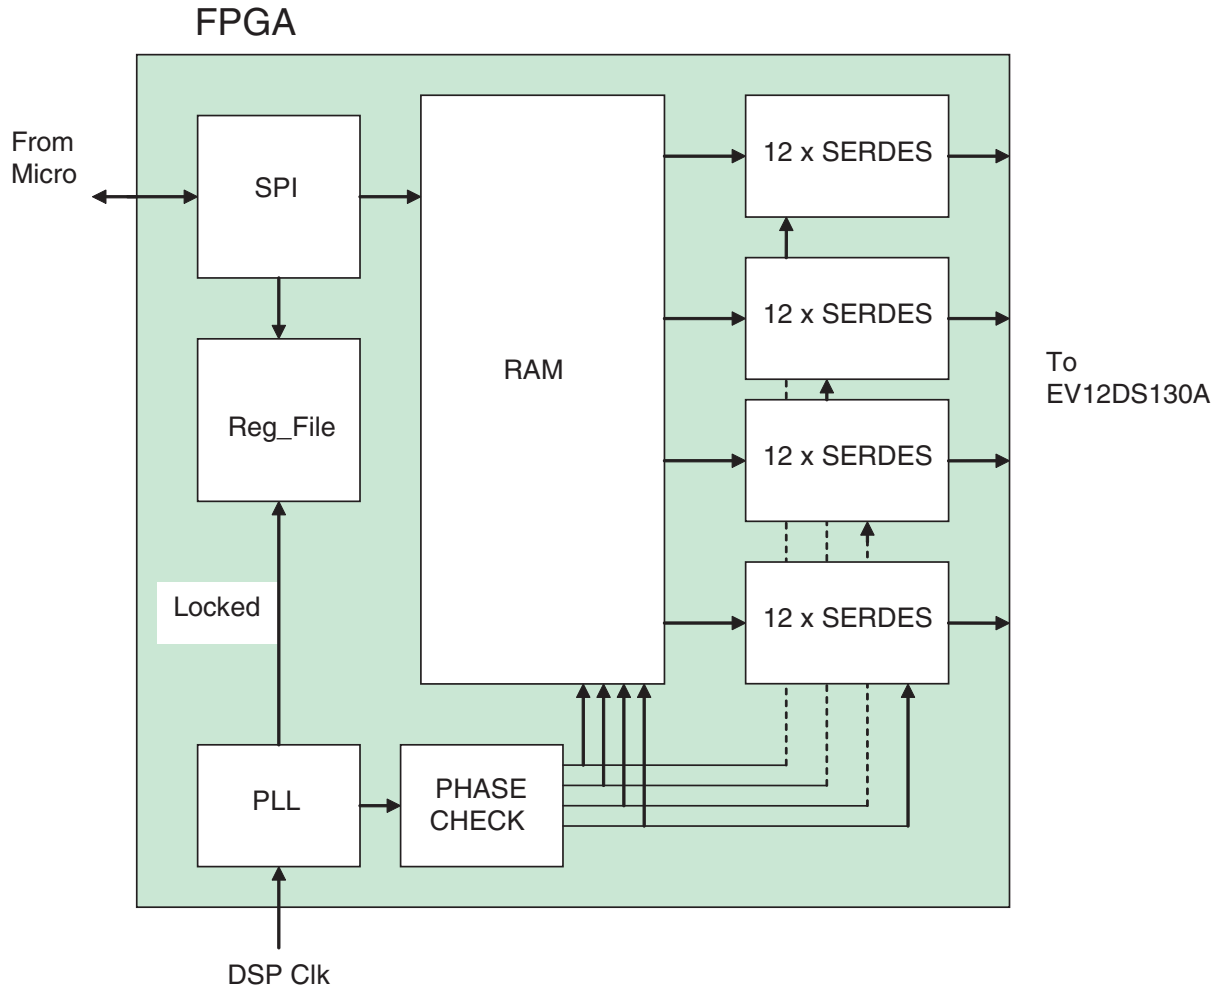 FPGA
From
Micro
SPI
Reg_File
Locked
PLL
DSP Clk
RAM
PHASE
CHECK
12 x SERDES
12 x SERDES
12 x SERDES
12 x SERDES
To
EV12DS130A